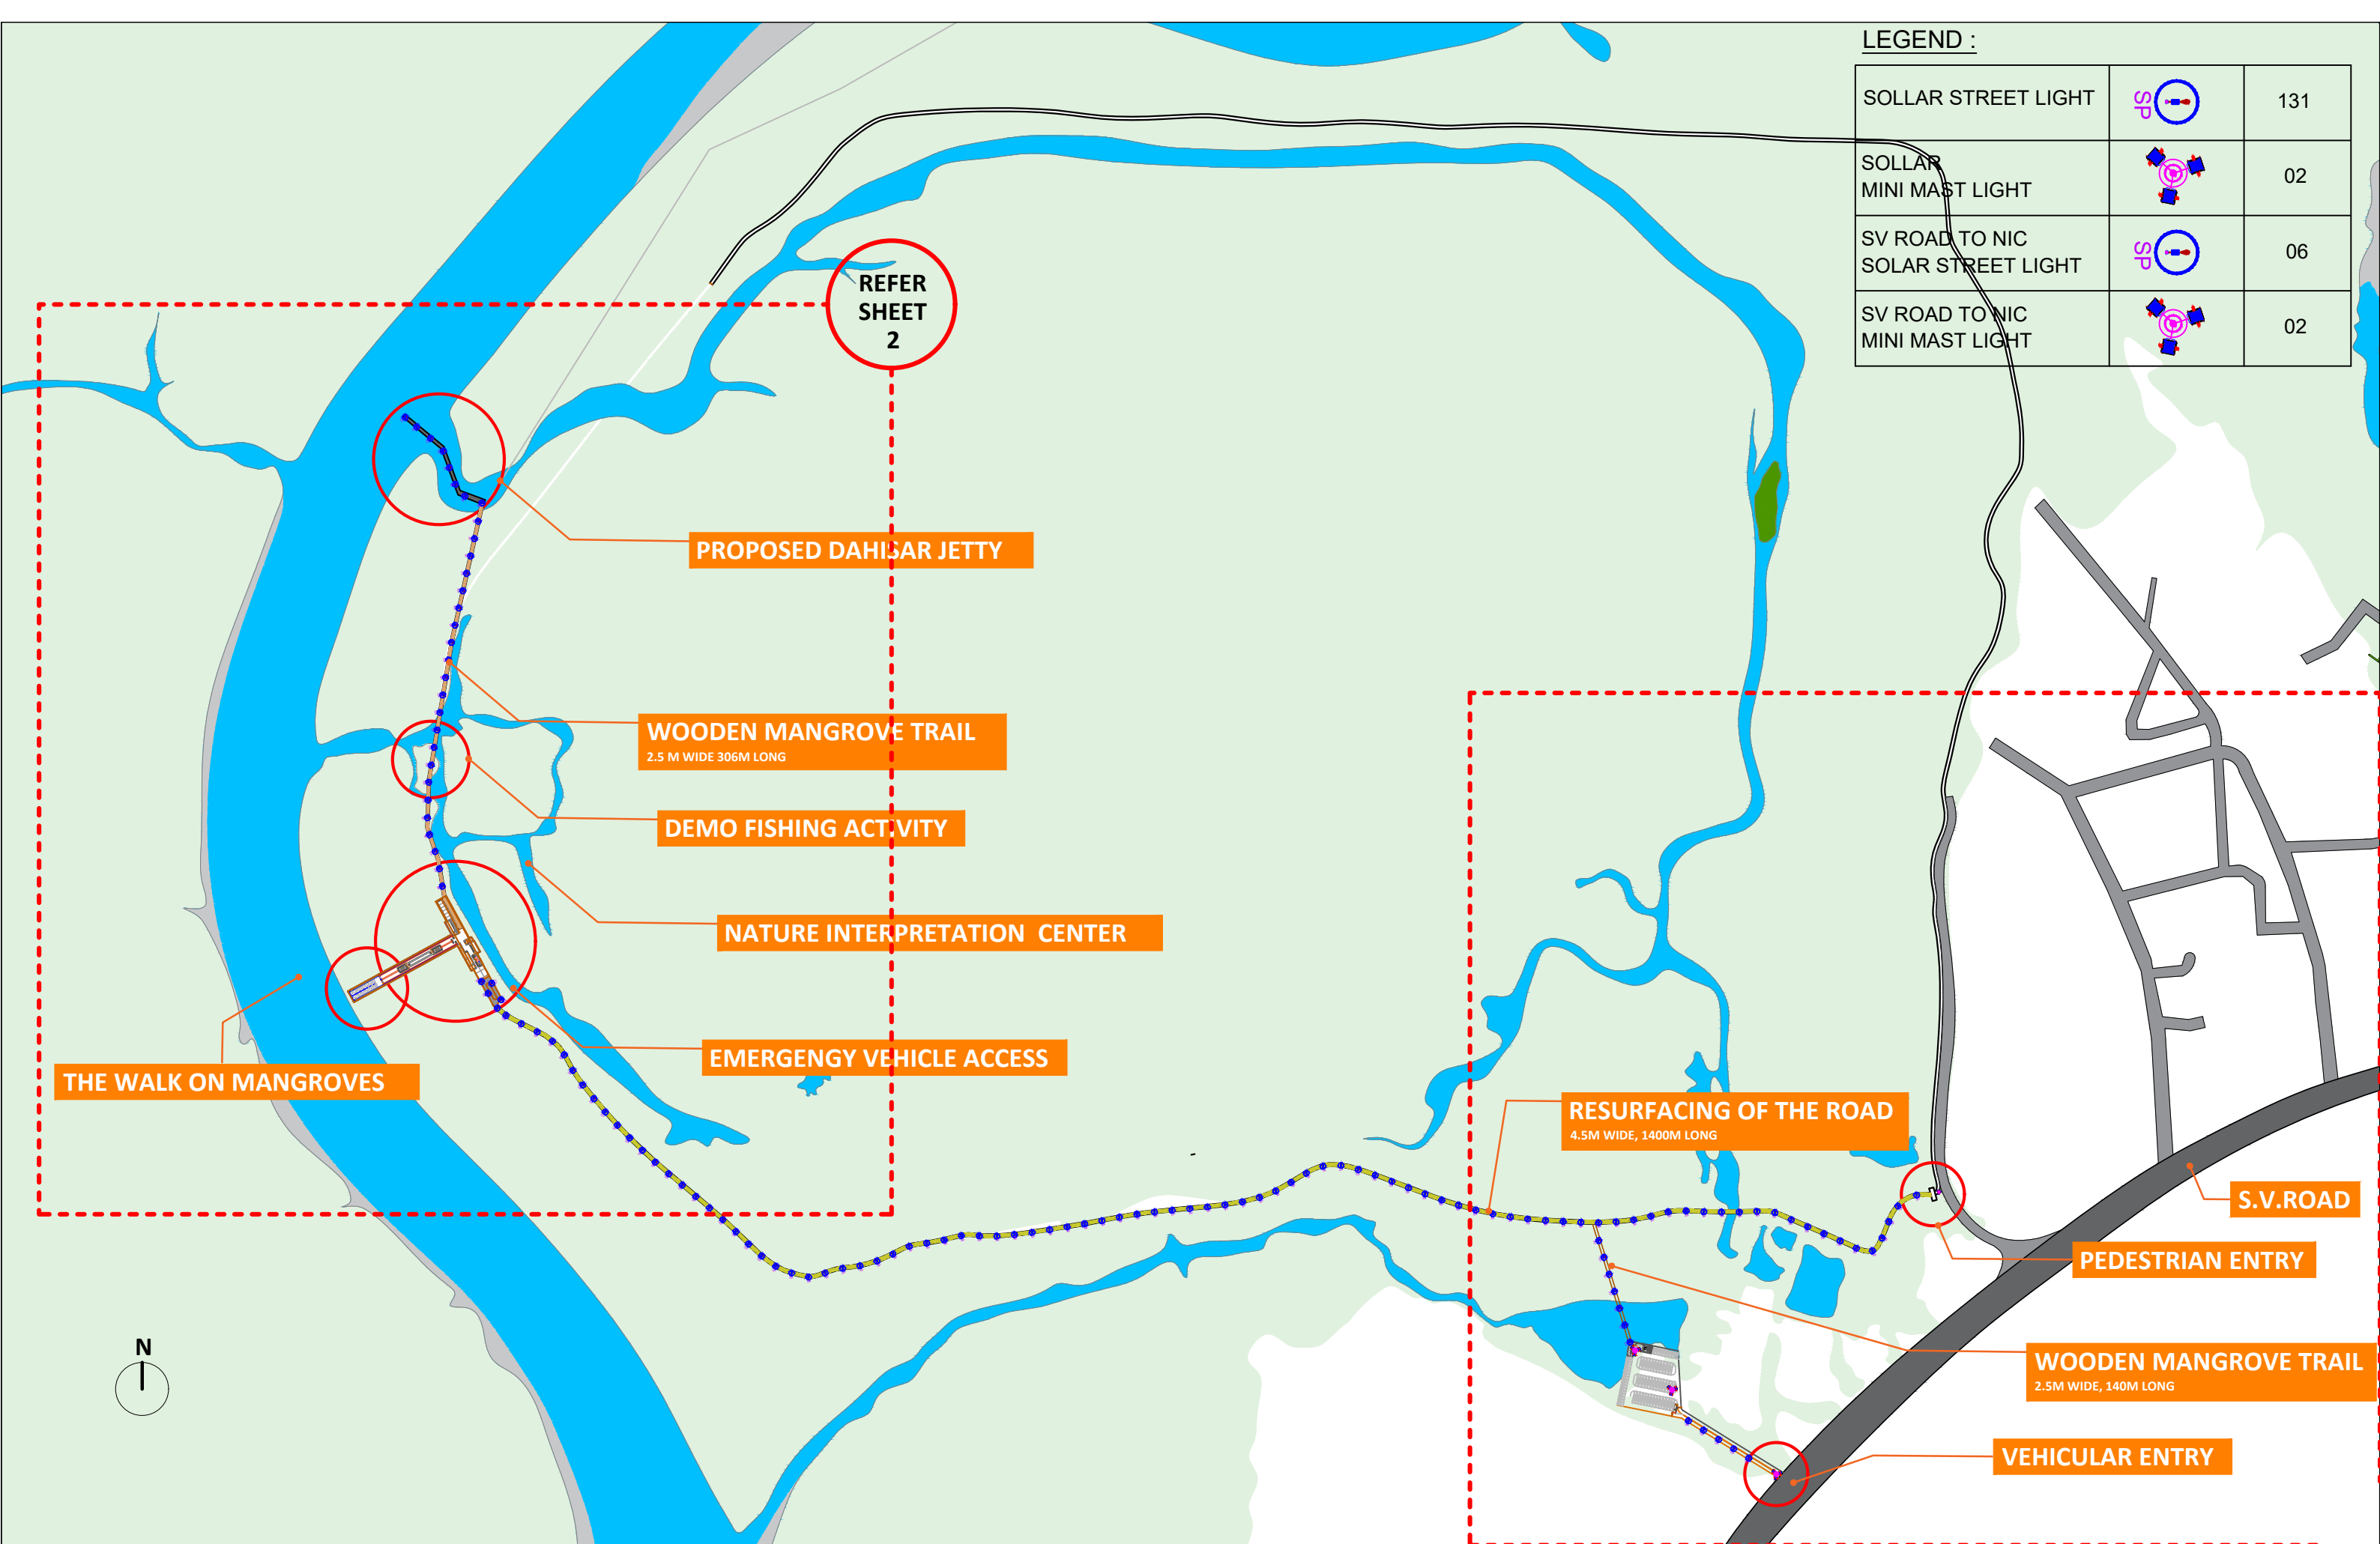 LEGEND :
SOLLAR STREET LIGHT SP 131
SOLLAR
MINI MAST LIGHT 02
SV ROAD TO NIC
SOLAR STREET LIGHT SP 06
SV ROAD TO NIC
MINI MAST LIGHT 02
REFER
SHEET
2
PROPOSED DAHISAR JETTY
WOODEN MANGROVE TRAIL
2.5 M WIDE 306M LONG
DEMO FISHING ACTIVITY
NATURE INTERPRETATION CENTER
EMERGENGY VEHICLE ACCESS
THE WALK ON MANGROVES
RESURFACING OF THE ROAD
4.5M WIDE, 1400M LONG
S.V.ROAD
PEDESTRIAN ENTRY
WOODEN MANGROVE TRAIL
2.5M WIDE, 140M LONG
VEHICULAR ENTRY
N